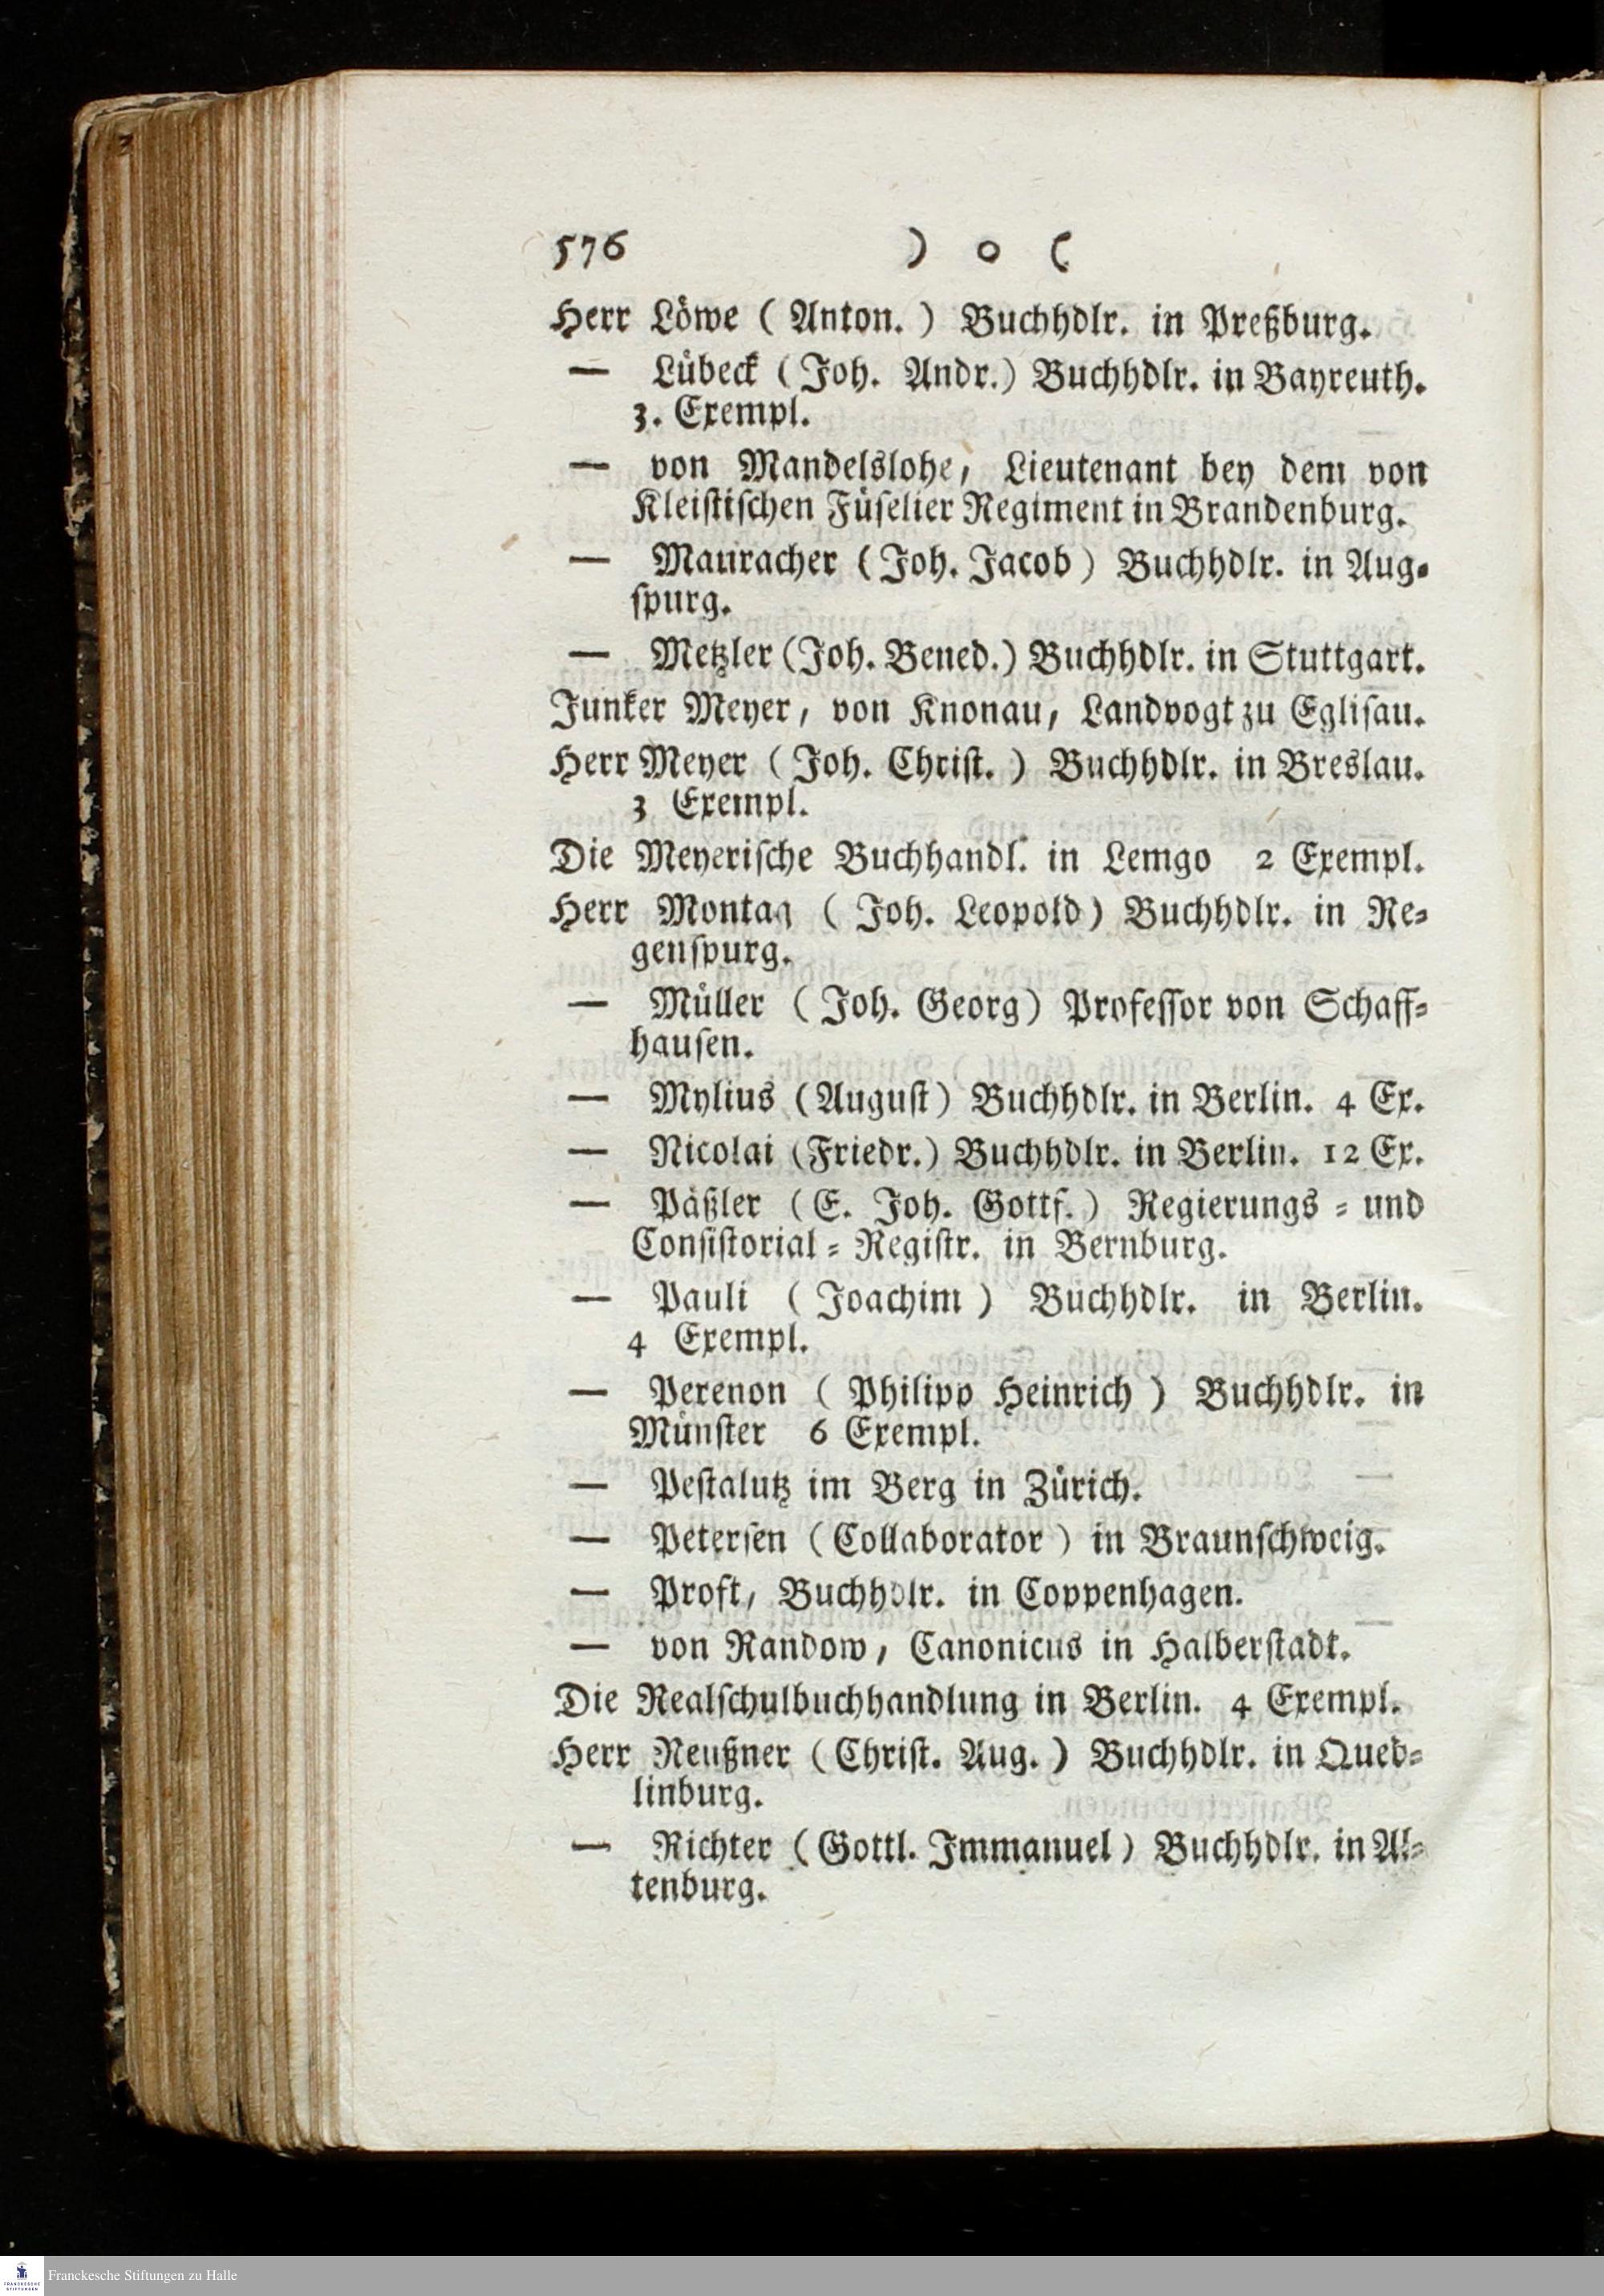 576 ) o (
Herr Löwe ( Anton. ) Buchhdlr. in Preßburg.
— Lübeck ( Joh. Andr.) Buchhdlr. in Bayreuth.
3. Exempl.
— von Mandelslohe, Lieutenant bey dem von
Kleistischen Füselier Regiment in Brandenburg.
— Mauracher ( Joh. Jacob ) Buchhdlr. in Aug=
spurg.
— Metzler (Joh. Bened.) Buchhdlr. in Stuttgart.
Junker Meyer, von Knonau, Landvogt zu Eglisau.
Herr Meyer ( Joh. Christ. ) Buchhdlr. in Breslau.
3 Exempl.
Die Meyerische Buchhandl. in Lemgo 2 Exempl.
Herr Montag ( Joh. Leopold) Buchhdlr. in Re=
genspurg.
— Müller ( Joh. Georg) Professor von Schaff=
hausen.
— Mylius (August) Buchhdlr. in Berlin. 4 Ex.
— Nicolai (Friedr.) Buchhdlr. in Berlin. 12 Ex.
— Päßler ( E. Joh. Gottf. ) Regierungs = und
Consistorial = Registr. in Bernburg.
— Pauli ( Joachim ) Buchhdlr. in Berlin.
4 Exempl.
— Perenon ( Philipp Heinrich ) Buchhdlr. in
Münster 6 Exempl.
— Pestalutz im Berg in Zürich.
— Petersen (Collaborator ) in Braunschweig.
— Proft, Buchhdlr. in Coppenhagen.
— von Randow, Canonicus in Halberstadt.
Die Realschulbuchhandlung in Berlin. 4 Exempl.
Herr Reußner (Christ. Aug. ) Buchhdlr. in Qued=
linburg.
— Richter (Gottl. Immanuel) Buchhdlr. in Al=
tenburg.
FRANCKESCHE
STIFTUNGEN
Franckesche Stiftungen zu Halle